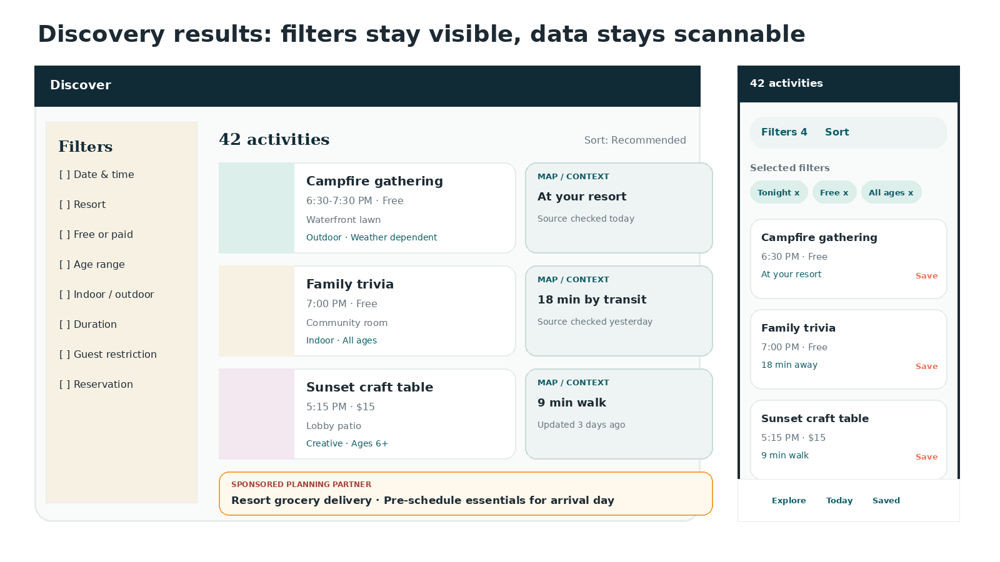 Discovery results: filters stay visible, data stays scannable
Discover
Filters
[ ] Date & time
[ ] Resort
[ ] Free or paid
[ ] Age range
[ ] Indoor / outdoor
[ ] Duration
[ ] Guest restriction
[ ] Reservation
42 activities
Sort: Recommended
Campfire gathering
6:30-7:30 PM · Free
Waterfront lawn
Outdoor · Weather dependent
MAP / CONTEXT
At your resort
Source checked today
Family trivia
7:00 PM · Free
Community room
Indoor · All ages
MAP / CONTEXT
18 min by transit
Source checked yesterday
Sunset craft table
5:15 PM · $15
Lobby patio
Creative · Ages 6+
MAP / CONTEXT
9 min walk
Updated 3 days ago
SPONSORED PLANNING PARTNER
Resort grocery delivery · Pre-schedule essentials for arrival day
42 activities
Filters 4 Sort
Selected filters
Tonight x Free x All ages x
Campfire gathering
6:30 PM · Free
At your resort
Save
Family trivia
7:00 PM · Free
18 min away
Save
Sunset craft table
5:15 PM · $15
9 min walk
Save
Explore Today Saved